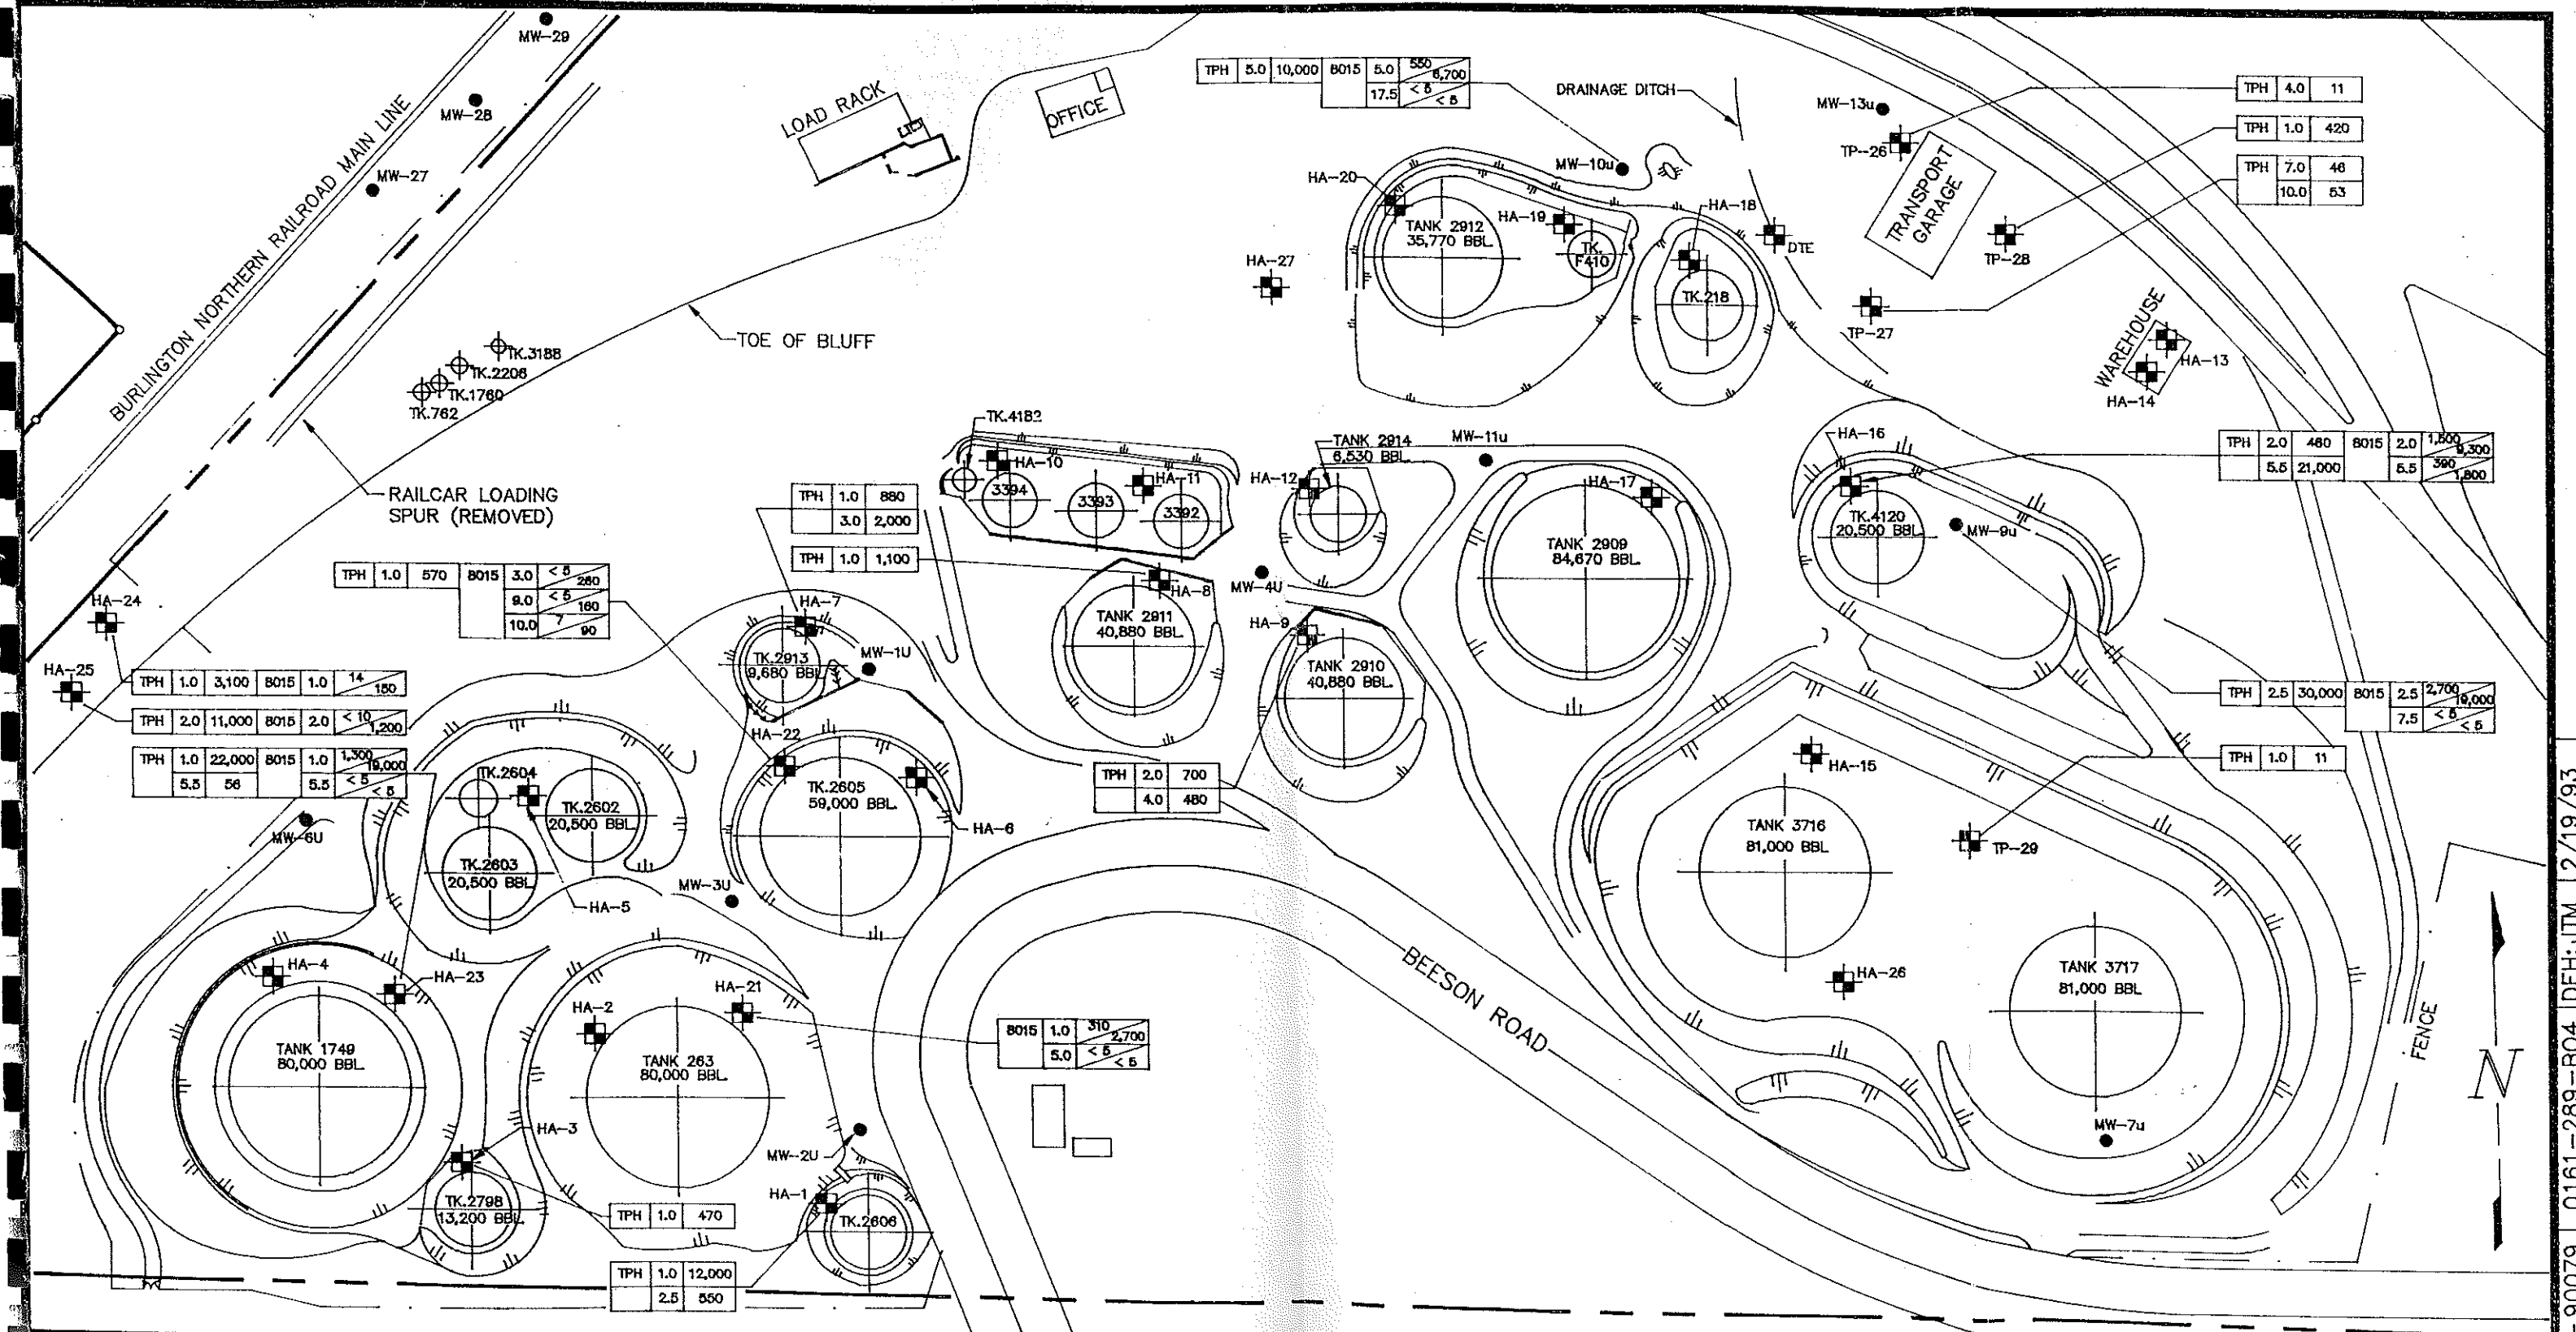 MW-29
MW-28
MW-27
BURLINGTON NORTHERN RAILROAD MAIN LINE
LOAD RACK
OFFICE
TPH 5.0 10,000 8015 5.0 550 6,700
17.5 <5 <5
DRAINAGE DITCH
MW-13u
TPH 4.0 11
TPH 1.0 420
TPH 7.0 46
10.0 53
TP-26
TRANSPORT
GARAGE
TP-28
TP-27
MW-10u
HA-20
HA-19
HA-18
DTE
TANK 2912
35,770 BBL.
TK.
F410
TK.218
HA-27
WAREHOUSE
HA-13
HA-14
TOE OF BLUFF
TK.3188
TK.2206
TK.1760
TK.762
RAILCAR LOADING
SPUR (REMOVED)
TK.4182
HA-10
HA-11
3394
3393
3392
TANK 2914
6,530 BBL.
HA-12
MW-11u
HA-17
TANK 2909
84,670 BBL.
HA-16
TK.4120
20,500 BBL.
MW-9u
TPH 2.0 460 8015 2.0 1,500 9,300
5.5 21,000 5.5 390 1,800
TPH 1.0 880
3.0 2,000
TPH 1.0 1,100
TPH 1.0 570 8015 3.0 <5 260
9.0 <5 160
10.0 7 90
HA-24
HA-25
HA-7
HA-8
MW-4U
HA-9
TANK 2911
40,880 BBL.
TANK 2910
40,880 BBL.
TK.2913
9,680 BBL.
MW-1U
TPH 1.0 3,100 8015 1.0 14 150
TPH 2.0 11,000 8015 2.0 <10 1,200
TPH 1.0 22,000 8015 1.0 1,300 19,000
5.5 56 5.5 <5 <5
TPH 2.5 30,000 8015 2.5 2,700 19,000
7.5 <5 <5
TPH 1.0 11
HA-22
TK.2605
59,000 BBL.
HA-6
TPH 2.0 700
4.0 480
HA-15
TANK 3716
81,000 BBL.
TP-29
TK.2604
TK.2602
20,500 BBL.
TK.2603
20,500 BBL.
HA-5
MW-6U
MW-3U
HA-4
HA-23
HA-2
HA-21
HA-26
TANK 3717
81,000 BBL.
BEESON ROAD
FENCE
N
TANK 1749
80,000 BBL.
TANK 263
80,000 BBL.
8015 1.0 310 2,700
5.0 <5 <5
HA-3
MW-2U
HA-1
MW-7u
TK.2798
13,200 BBL.
TK.2606
TPH 1.0 470
TPH 1.0 12,000
2.5 550
-90079 0161-289-B04 DFH:JTM 12/19/93